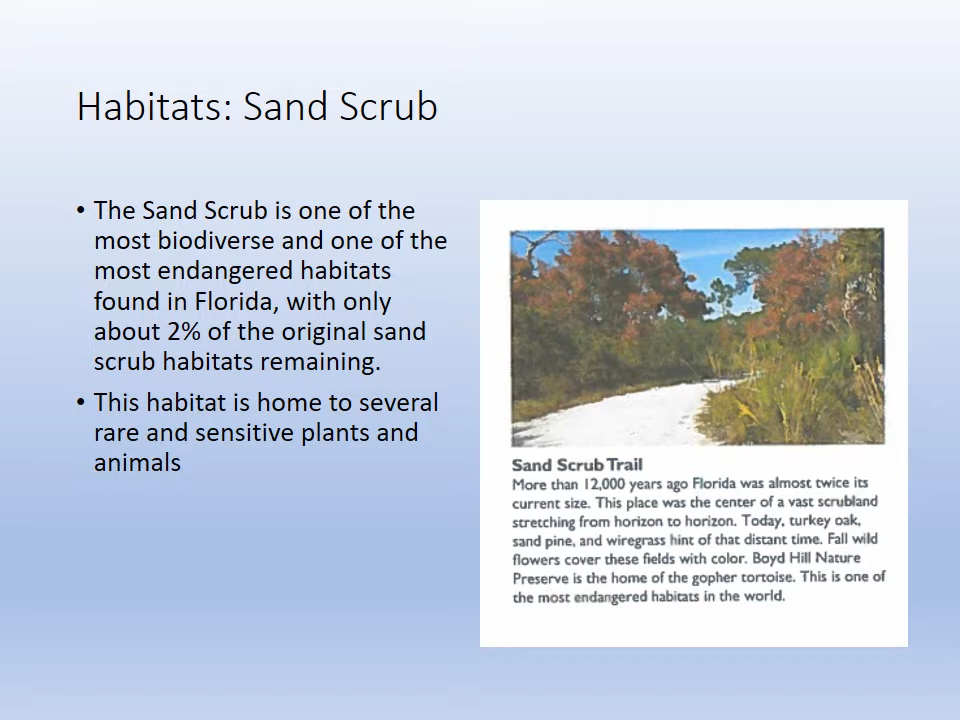 Habitats: Sand Scrub
• The Sand Scrub is one of the
most biodiverse and one of the
most endangered habitats
found in Florida, with only
about 2% of the original sand
scrub habitats remaining.
• This habitat is home to several
rare and sensitive plants and
animals
Sand Scrub Trail
More than 12,000 years ago Florida was almost twice its
current size. This place was the center of a vast scrubland
stretching from horizon to horizon. Today, turkey oak,
sand pine, and wiregrass hint of that distant time. Fall wild
flowers cover these fields with color. Boyd Hill Nature
Preserve is the home of the gopher tortoise. This is one of
the most endangered habitats in the world.